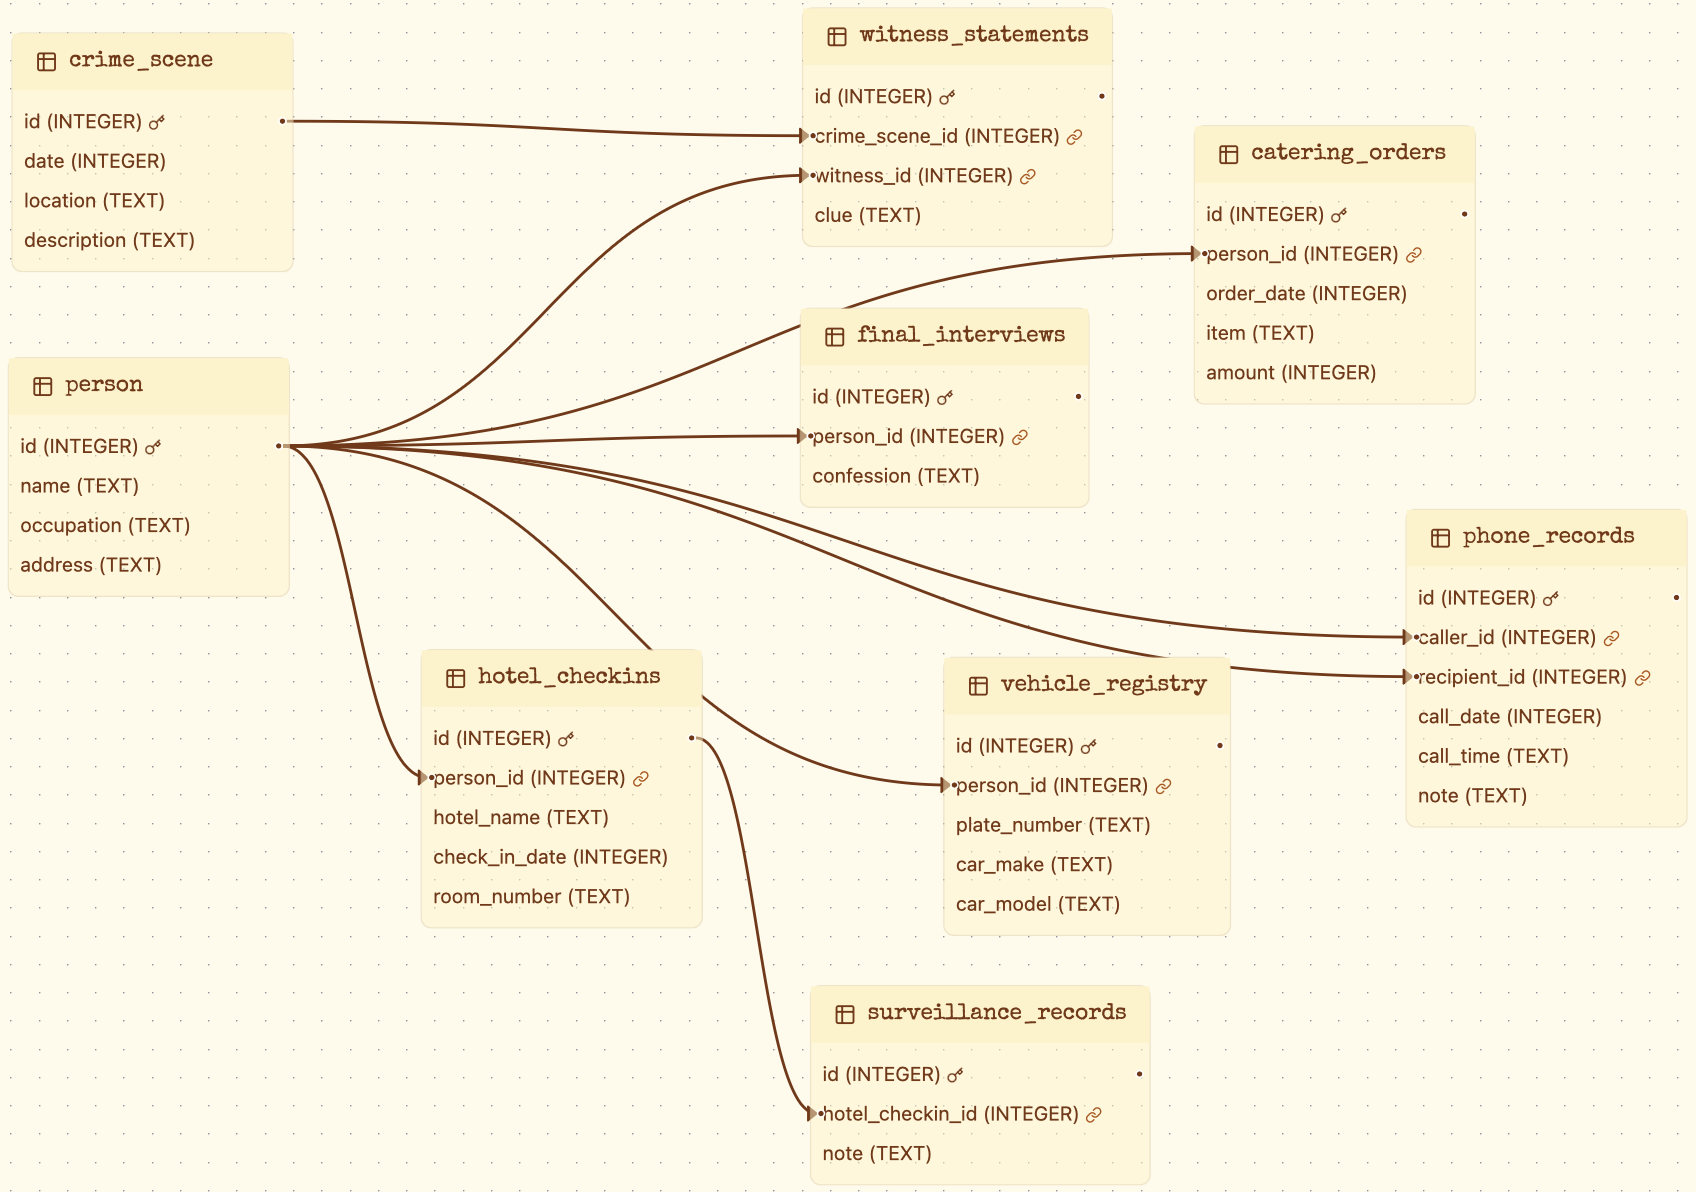 crime_scene
id (INTEGER)
date (INTEGER)
location (TEXT)
description (TEXT)
witness_statements
id (INTEGER)
crime_scene_id (INTEGER)
witness_id (INTEGER)
clue (TEXT)
catering_orders
id (INTEGER)
person_id (INTEGER)
order_date (INTEGER)
item (TEXT)
amount (INTEGER)
person
id (INTEGER)
name (TEXT)
occupation (TEXT)
address (TEXT)
final_interviews
id (INTEGER)
person_id (INTEGER)
confession (TEXT)
phone_records
id (INTEGER)
caller_id (INTEGER)
recipient_id (INTEGER)
call_date (INTEGER)
call_time (TEXT)
note (TEXT)
hotel_checkins
id (INTEGER)
person_id (INTEGER)
hotel_name (TEXT)
check_in_date (INTEGER)
room_number (TEXT)
vehicle_registry
id (INTEGER)
person_id (INTEGER)
plate_number (TEXT)
car_make (TEXT)
car_model (TEXT)
surveillance_records
id (INTEGER)
hotel_checkin_id (INTEGER)
note (TEXT)